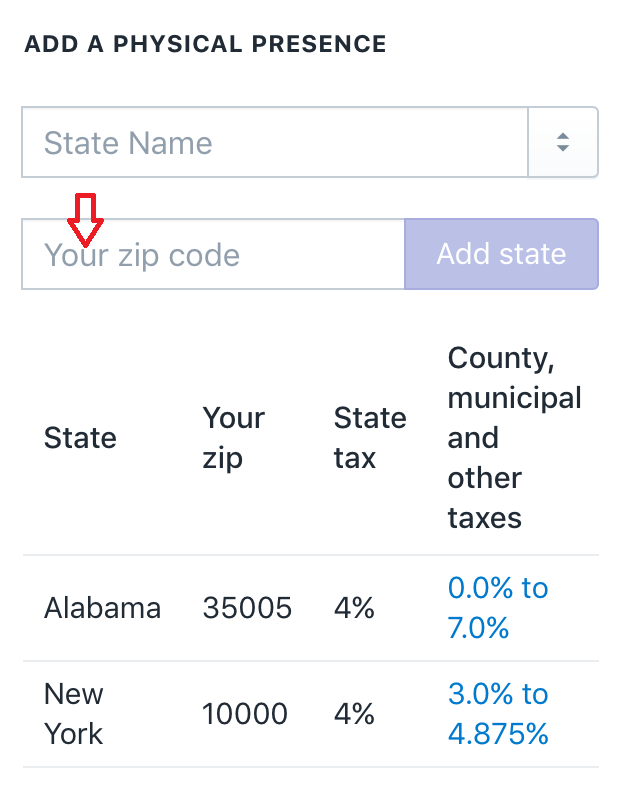 ADD A PHYSICAL PRESENCE
State Name
Your zip code
Add state
State
Your
zip
State
tax
County,
municipal
and
other
taxes
Alabama
35005
4%
0.0% to
7.0%
New
York
10000
4%
3.0% to
4.875%